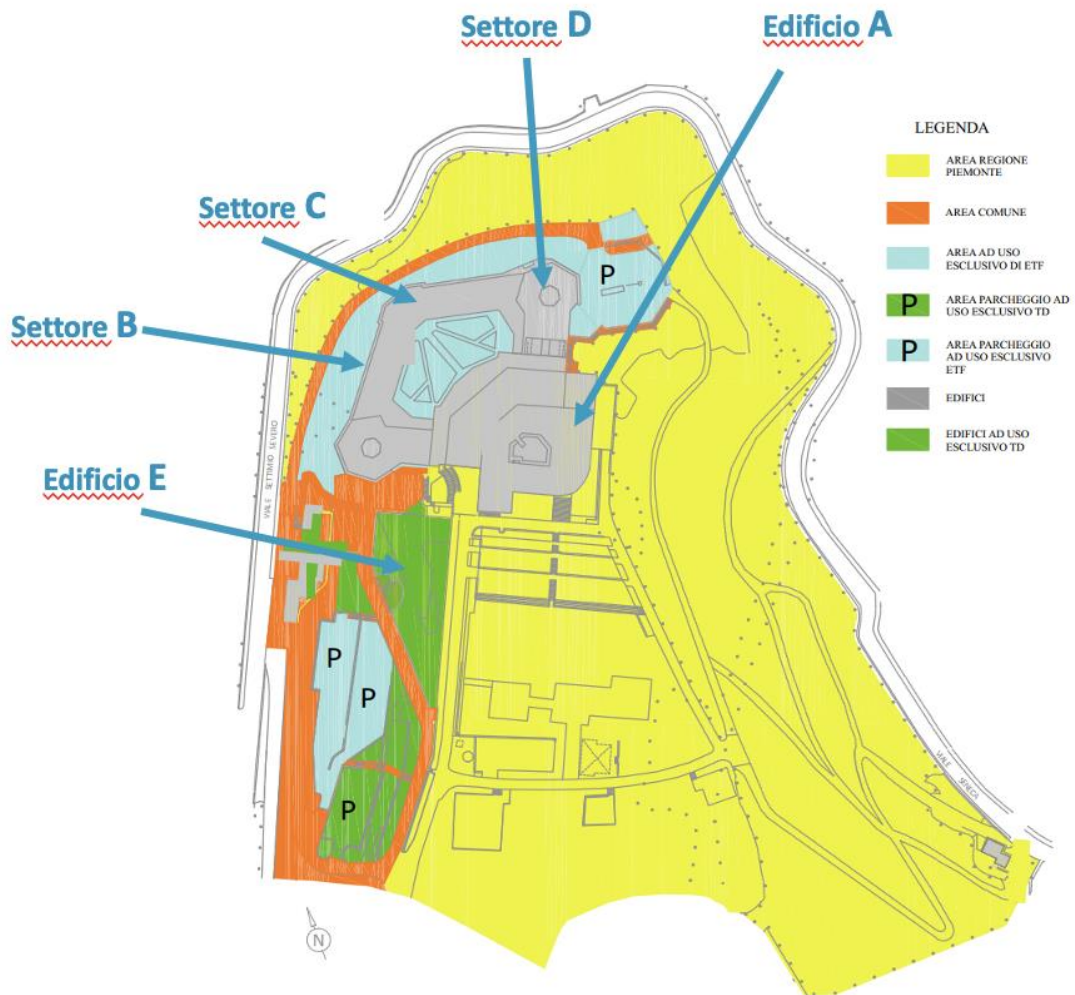 Settore D
Edificio A
Settore C
Settore B
Edificio E
LEGENDA
AREA REGIONE
PIEMONTE
AREA COMUNE
AREA AD USO
ESCLUSIVO DI ETF
P
AREA PARCHEGGIO AD
USO ESCLUSIVO TD
P
AREA PARCHEGGIO
AD USO ESCLUSIVO
ETF
EDIFICI
EDIFICI AD USO
ESCLUSIVO TD
P
VIALE SETTIMIO SEVERO
P
P
P
VIALE SENECA
N